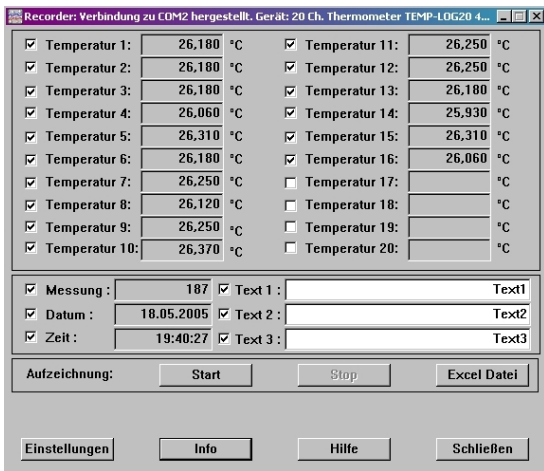 Recorder: Verbindung zu COM2 hergestellt. Gerät: 20 Ch. Thermometer TEMP-LOG20 4...
Temperatur 1: 26,180 °C Temperatur 11: 26,250 °C
Temperatur 2: 26,180 °C Temperatur 12: 26,250 °C
Temperatur 3: 26,180 °C Temperatur 13: 26,180 °C
Temperatur 4: 26,060 °C Temperatur 14: 25,930 °C
Temperatur 5: 26,310 °C Temperatur 15: 26,310 °C
Temperatur 6: 26,180 °C Temperatur 16: 26,060 °C
Temperatur 7: 26,250 °C Temperatur 17: °C
Temperatur 8: 26,120 °C Temperatur 18: °C
Temperatur 9: 26,250 °C Temperatur 19: °C
Temperatur 10: 26,370 °C Temperatur 20: °C
Messung : 187 Text 1 : Text1
Datum : 18.05.2005 Text 2 : Text2
Zeit : 19:40:27 Text 3 : Text3
Aufzeichnung: Start Stop Excel Datei
Einstellungen Info Hilfe Schließen